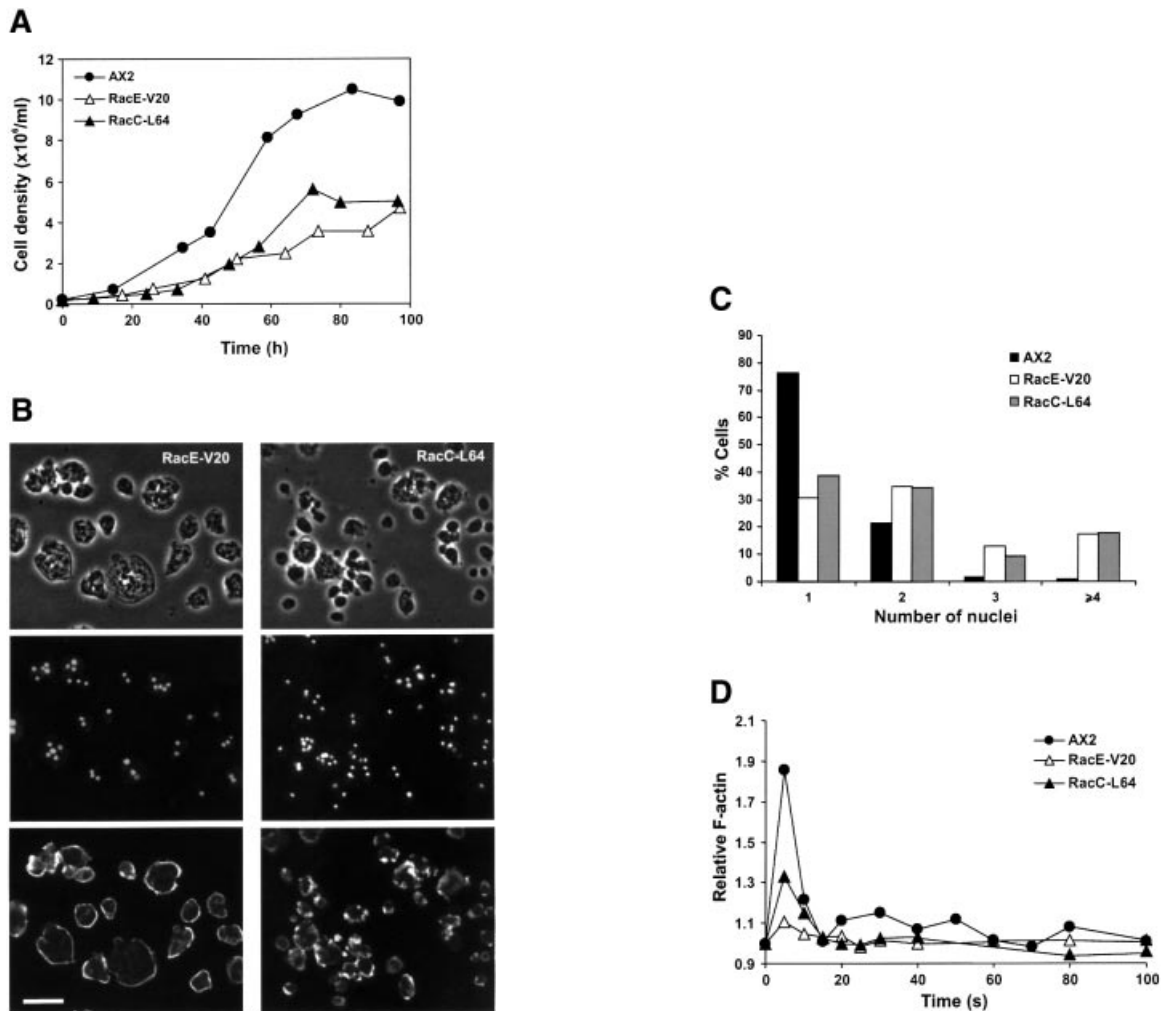 A
12
10
8
6
4
2
0
Cell density (x10⁶/ml)
AX2
RacE-V20
RacC-L64
0 20 40 60 80 100
Time (h)
B
RacE-V20
RacC-L64
C
90
80
70
60
50
40
30
20
10
0
% Cells
AX2
RacE-V20
RacC-L64
1 2 3 ≥4
Number of nuclei
D
2.1
1.9
1.7
1.5
1.3
1.1
0.9
Relative F-actin
AX2
RacE-V20
RacC-L64
0 20 40 60 80 100
Time (s)